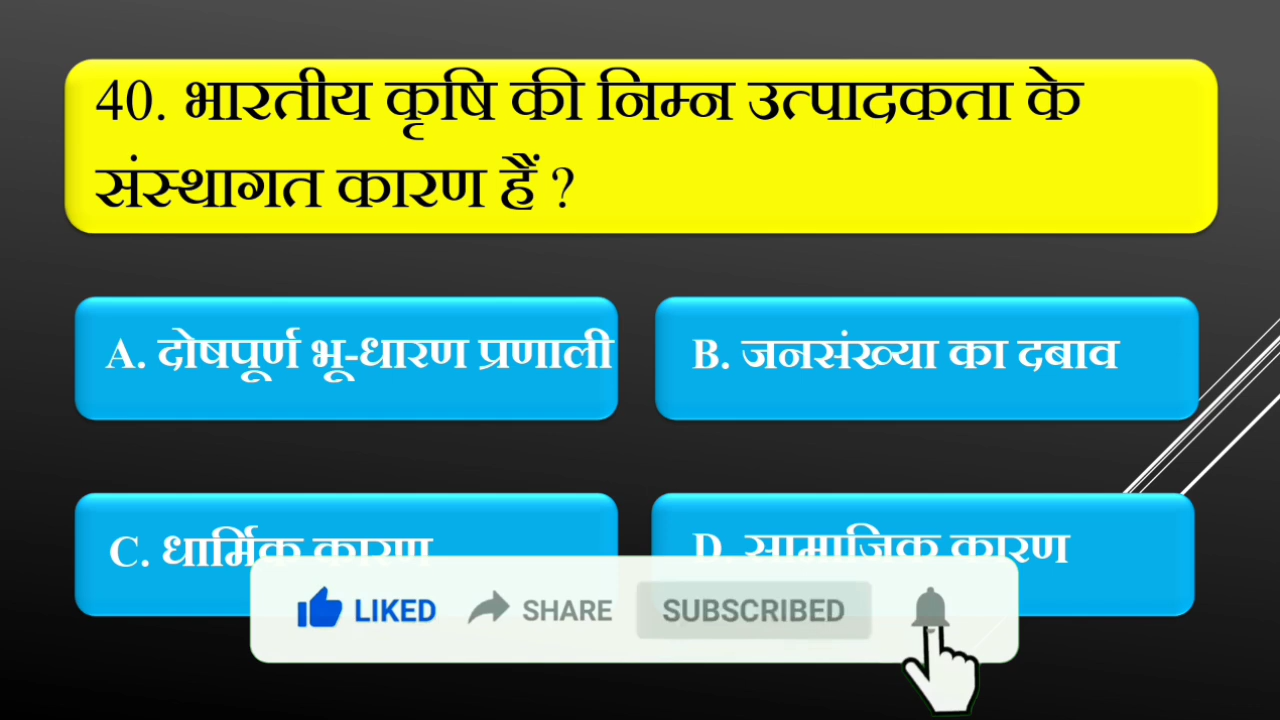 40. भारतीय कृषि की निम्न उत्पादकता के
संस्थागत कारण हैं ?
A. दोषपूर्ण भू-धारण प्रणाली
B. जनसंख्या का दबाव
C. धार्मिक कारण
D. सामाजिक कारण
LIKED SHARE SUBSCRIBED